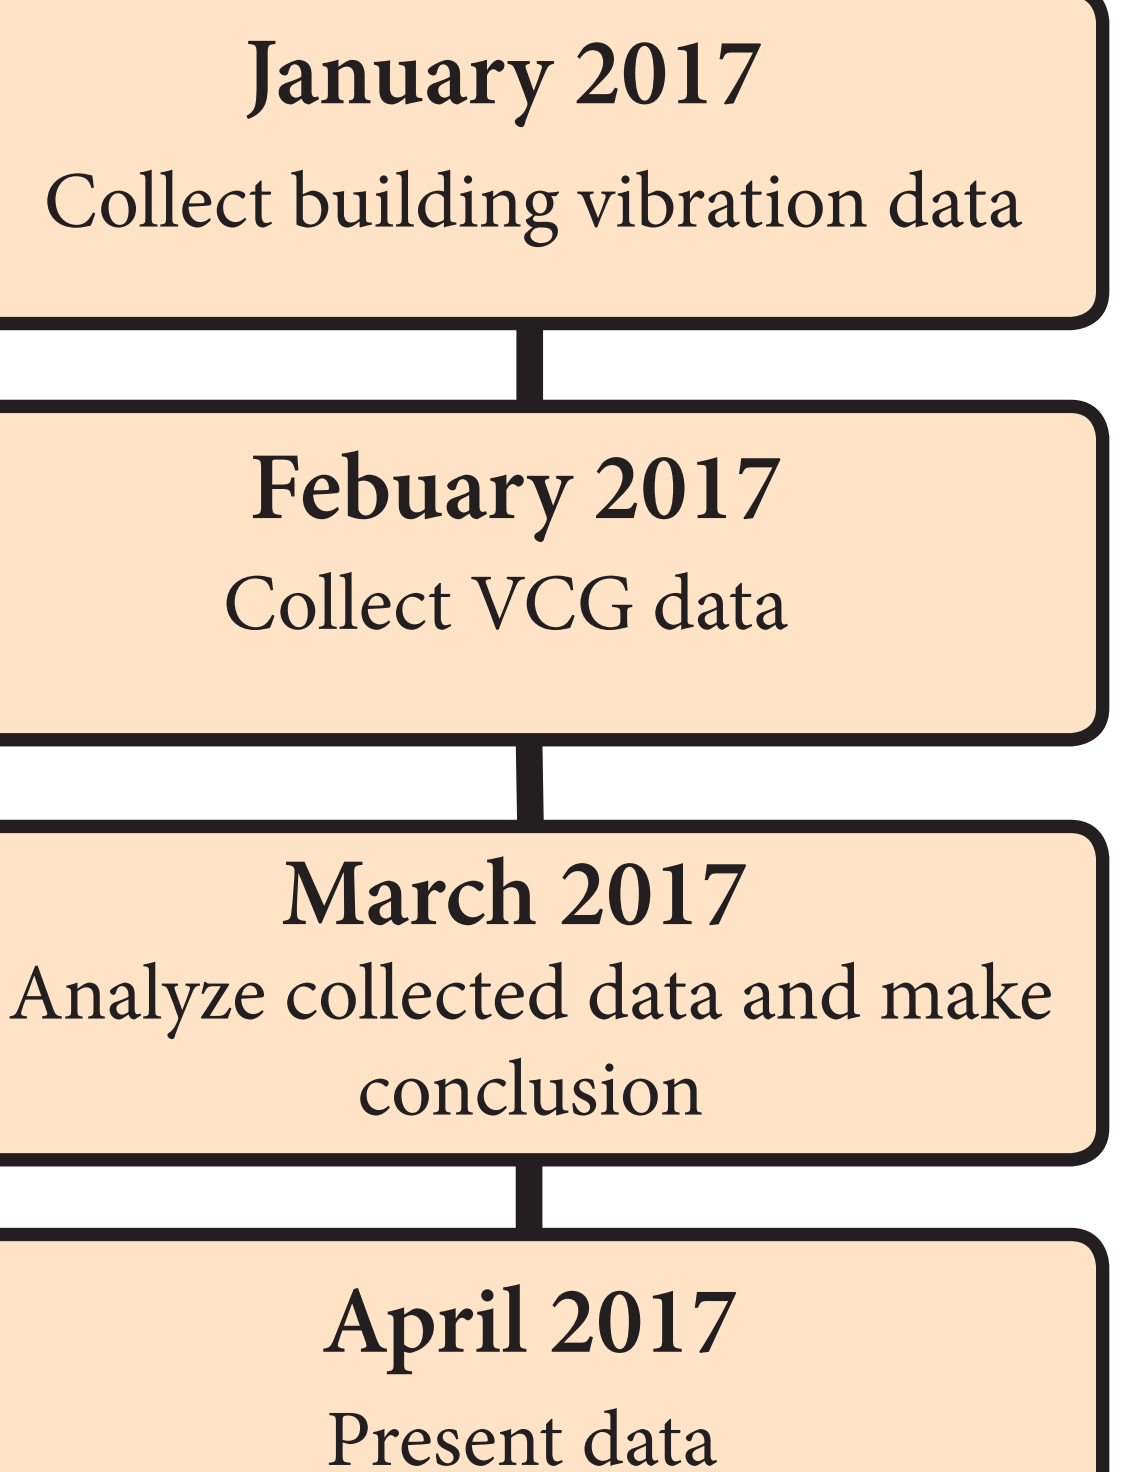 January 2017
Collect building vibration data
Febuary 2017
Collect VCG data
March 2017
Analyze collected data and make
conclusion
April 2017
Present data